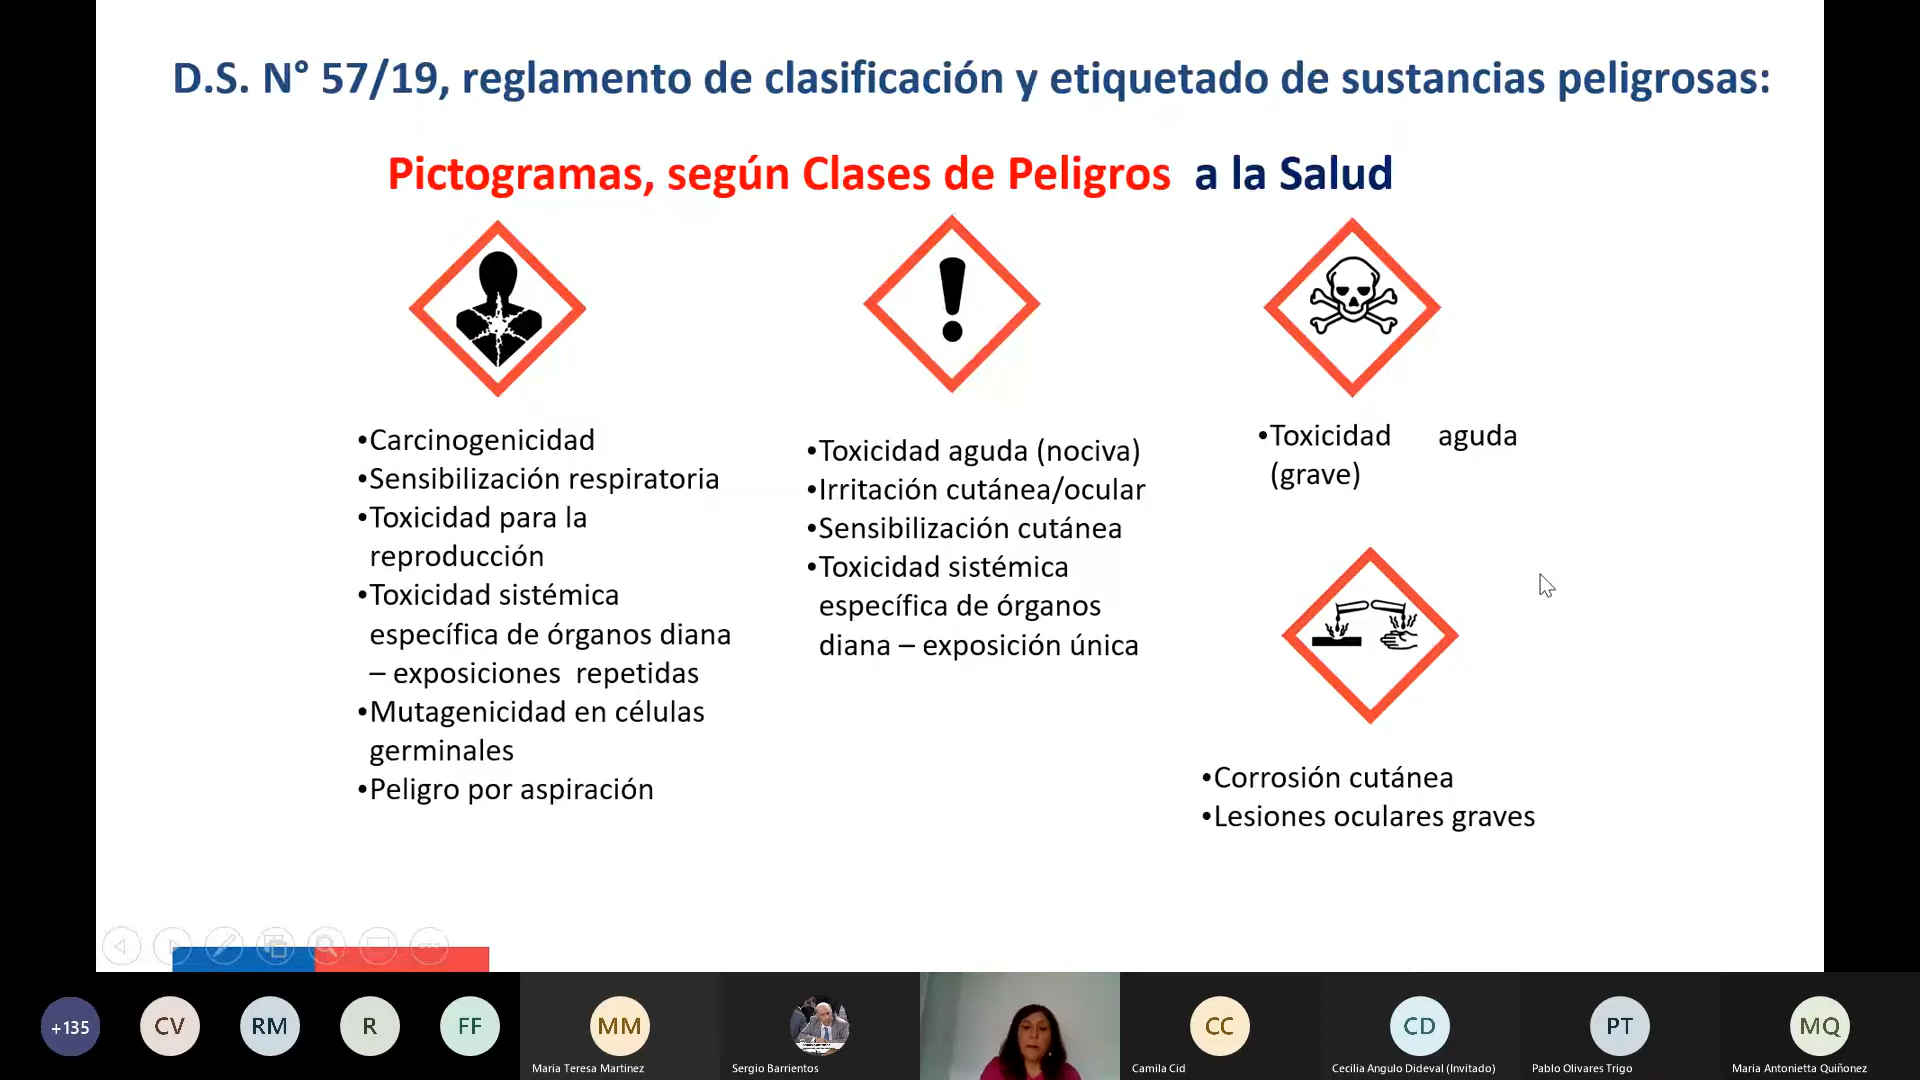 D.S. N° 57/19, reglamento de clasificación y etiquetado de sustancias peligrosas:
Pictogramas, según Clases de Peligros a la Salud
•Carcinogenicidad
•Sensibilización respiratoria
•Toxicidad para la
reproducción
•Toxicidad sistémica
específica de órganos diana
– exposiciones repetidas
•Mutagenicidad en células
germinales
•Peligro por aspiración
•Toxicidad aguda (nociva)
•Irritación cutánea/ocular
•Sensibilización cutánea
•Toxicidad sistémica
específica de órganos
diana – exposición única
•Toxicidad aguda
(grave)
•Corrosión cutánea
•Lesiones oculares graves
+135
CV
RM
R
FF
MM
Maria Teresa Martinez
Sergio Barrientos
CC
Camila Cid
CD
Cecilia Angulo Dideval (Invitado)
PT
Pablo Olivares Trigo
MQ
Maria Antonietta Quiñonez